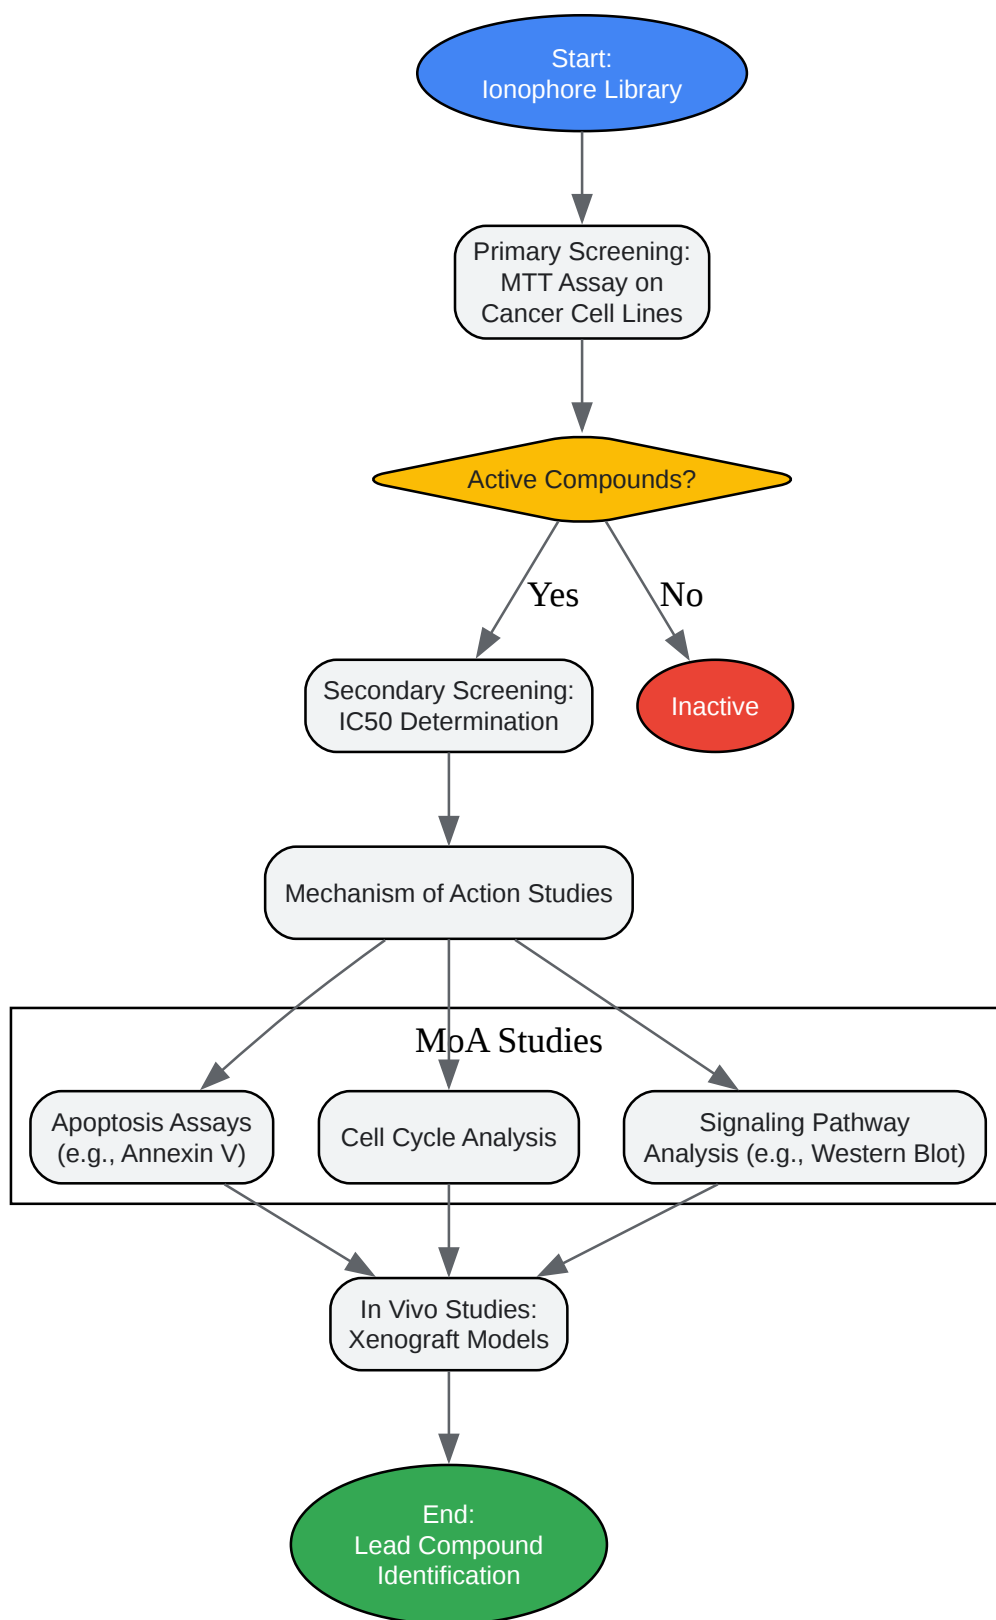 Start:
Ionophore Library
Primary Screening:
MTT Assay on
Cancer Cell Lines
Active Compounds?
Yes
No
Secondary Screening:
IC50 Determination
Inactive
Mechanism of Action Studies
MoA Studies
Apoptosis Assays
(e.g., Annexin V)
Cell Cycle Analysis
Signaling Pathway
Analysis (e.g., Western Blot)
In Vivo Studies:
Xenograft Models
End:
Lead Compound
Identification